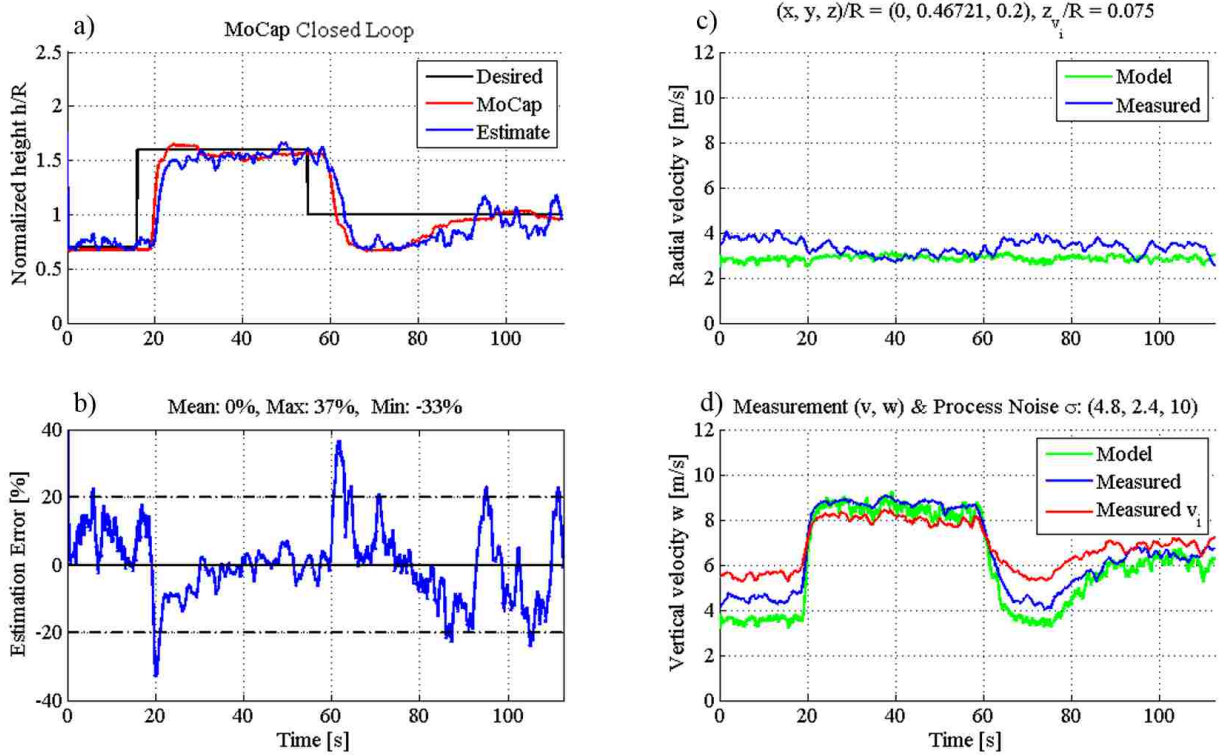 a)
MoCap Closed Loop
Normalized height h/R
2.5
2
1.5
1
0.5
0
0 20 40 60 80 100
Desired
MoCap
Estimate
c)
(x, y, z)/R = (0, 0.46721, 0.2), z_{v_i}/R = 0.075
Radial velocity v [m/s]
12
10
8
6
4
2
0
0 20 40 60 80 100
Model
Measured
b)
Mean: 0%, Max: 37%, Min: -33%
Estimation Error [%]
40
20
0
-20
-40
0 20 40 60 80 100
Time [s]
d)
Measurement (v, w) & Process Noise σ: (4.8, 2.4, 10)
Vertical velocity w [m/s]
12
10
8
6
4
2
0
0 20 40 60 80 100
Time [s]
Model
Measured
Measured v_i